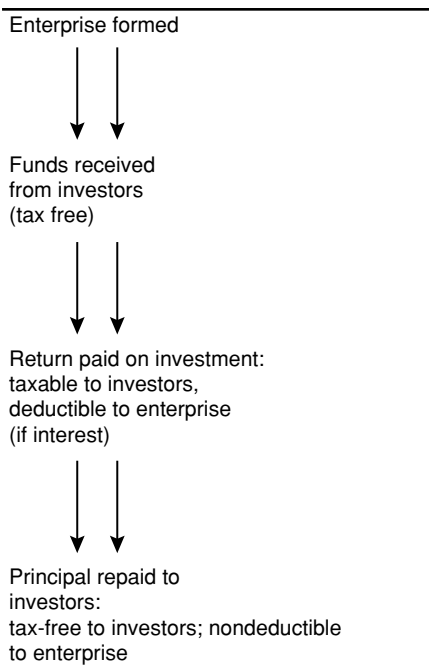 Enterprise formed
Funds received
from investors
(tax free)
Return paid on investment:
taxable to investors,
deductible to enterprise
(if interest)
Principal repaid to
investors:
tax-free to investors; nondeductible
to enterprise